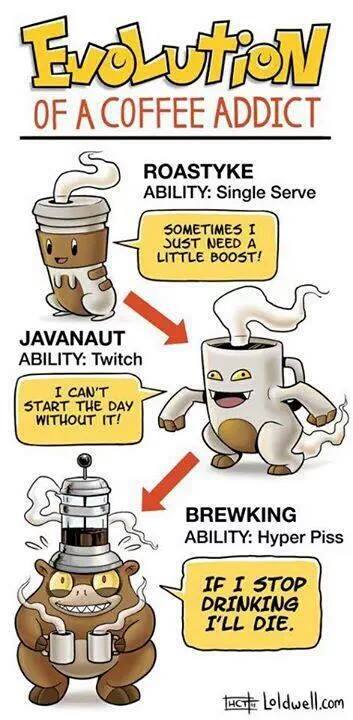 EVOLUTION
OF A COFFEE ADDICT
ROASTYKE
ABILITY: Single Serve
SOMETIMES I
JUST NEED A
LITTLE BOOST!
JAVANAUT
ABILITY: Twitch
I CAN'T
START THE DAY
WITHOUT IT!
BREWKING
ABILITY: Hyper Piss
IF I STOP
DRINKING
I'LL DIE.
Loldwell.com